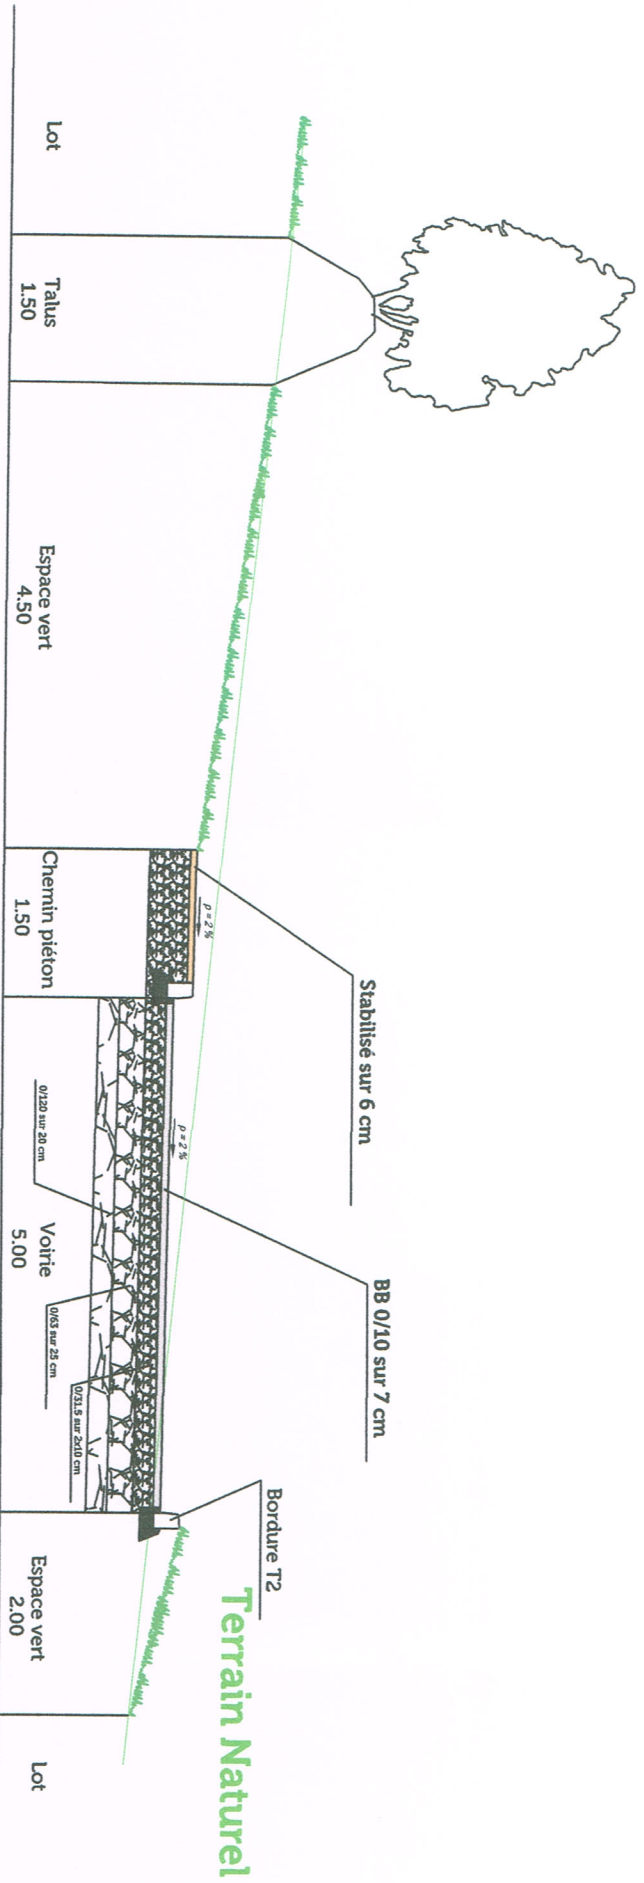 Terrain Naturel
Stabilisé sur 6 cm
BB 0/10 sur 7 cm
Bordure T2
p = 2 %
p = 2 %
0/120 sur 20 cm
0/63 sur 25 cm
0/31.5 sur 2x10 cm
Lot
Talus
1.50
Espace vert
4.50
Chemin piéton
1.50
Voirie
5.00
Espace vert
2.00
Lot